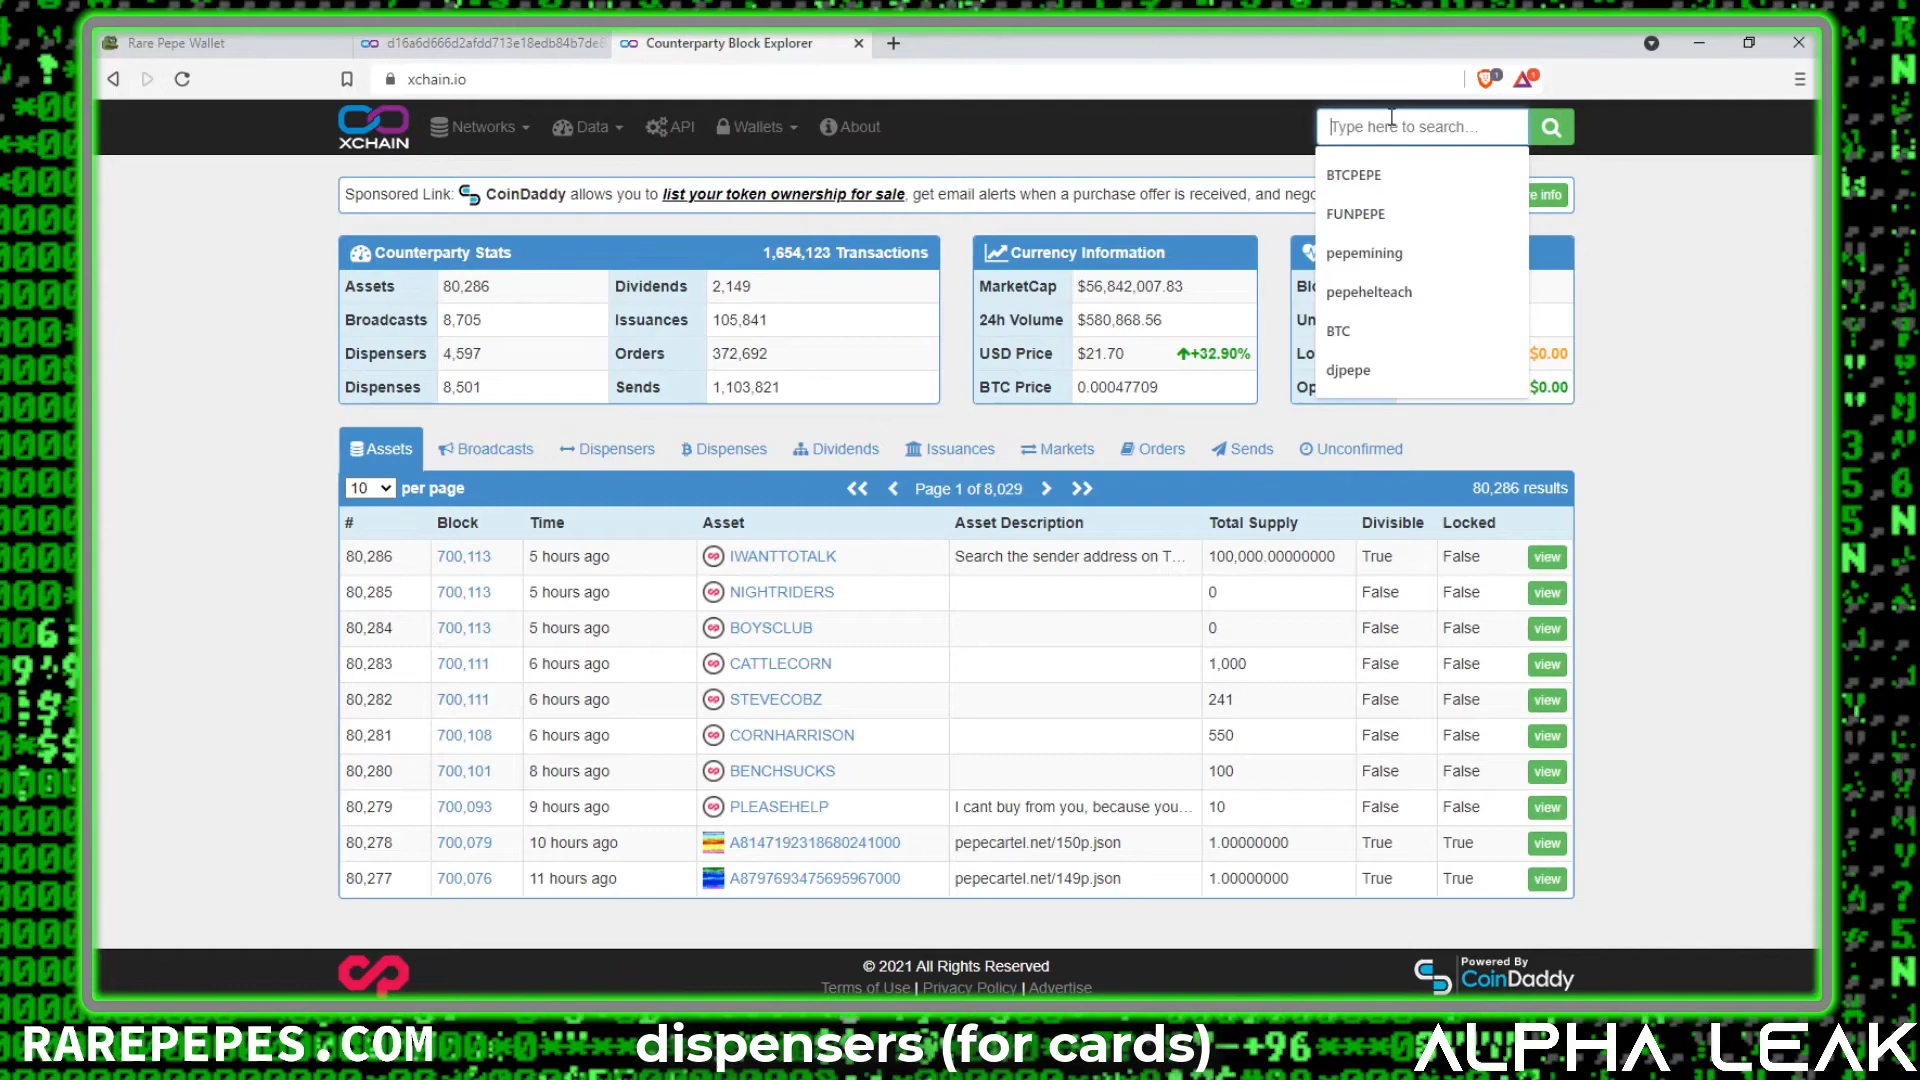 Rare Pepe Wallet
d16a6d666d2afdd713e18edb84b7de8
Counterparty Block Explorer
xchain.io
1
1
XCHAIN
Networks
Data
API
Wallets
About
Type here to search...
BTCPEPE
FUNPEPE
pepemining
pepehelteach
BTC
djpepe
Sponsored Link: CoinDaddy allows you to list your token ownership for sale, get email alerts when a purchase offer is received, and nego
e info
Counterparty Stats 1,654,123 Transactions
Assets 80,286 Dividends 2,149
Broadcasts 8,705 Issuances 105,841
Dispensers 4,597 Orders 372,692
Dispenses 8,501 Sends 1,103,821
Currency Information
MarketCap $56,842,007.83
24h Volume $580,868.56
USD Price $21.70 +32.90%
BTC Price 0.00047709
Blo
Un
Lo $0.00
Op $0.00
Assets Broadcasts Dispensers Dispenses Dividends Issuances Markets Orders Sends Unconfirmed
10 per page Page 1 of 8,029 80,286 results
# Block Time Asset Asset Description Total Supply Divisible Locked
80,286 700,113 5 hours ago IWANTTOTALK Search the sender address on T... 100,000.00000000 True False view
80,285 700,113 5 hours ago NIGHTRIDERS 0 False False view
80,284 700,113 5 hours ago BOYSCLUB 0 False False view
80,283 700,111 6 hours ago CATTLECORN 1,000 False False view
80,282 700,111 6 hours ago STEVECOBZ 241 False False view
80,281 700,108 6 hours ago CORNHARRISON 550 False False view
80,280 700,101 8 hours ago BENCHSUCKS 100 False False view
80,279 700,093 9 hours ago PLEASEHELP I cant buy from you, because you... 10 False False view
80,278 700,079 10 hours ago A8147192318680241000 pepecartel.net/150p.json 1.00000000 True True view
80,277 700,076 11 hours ago A8797693475695967000 pepecartel.net/149p.json 1.00000000 True True view
© 2021 All Rights Reserved
Terms of Use | Privacy Policy | Advertise
Powered By
CoinDaddy
RAREPEPES.COM
dispensers (for cards)
ALPHA LEAK